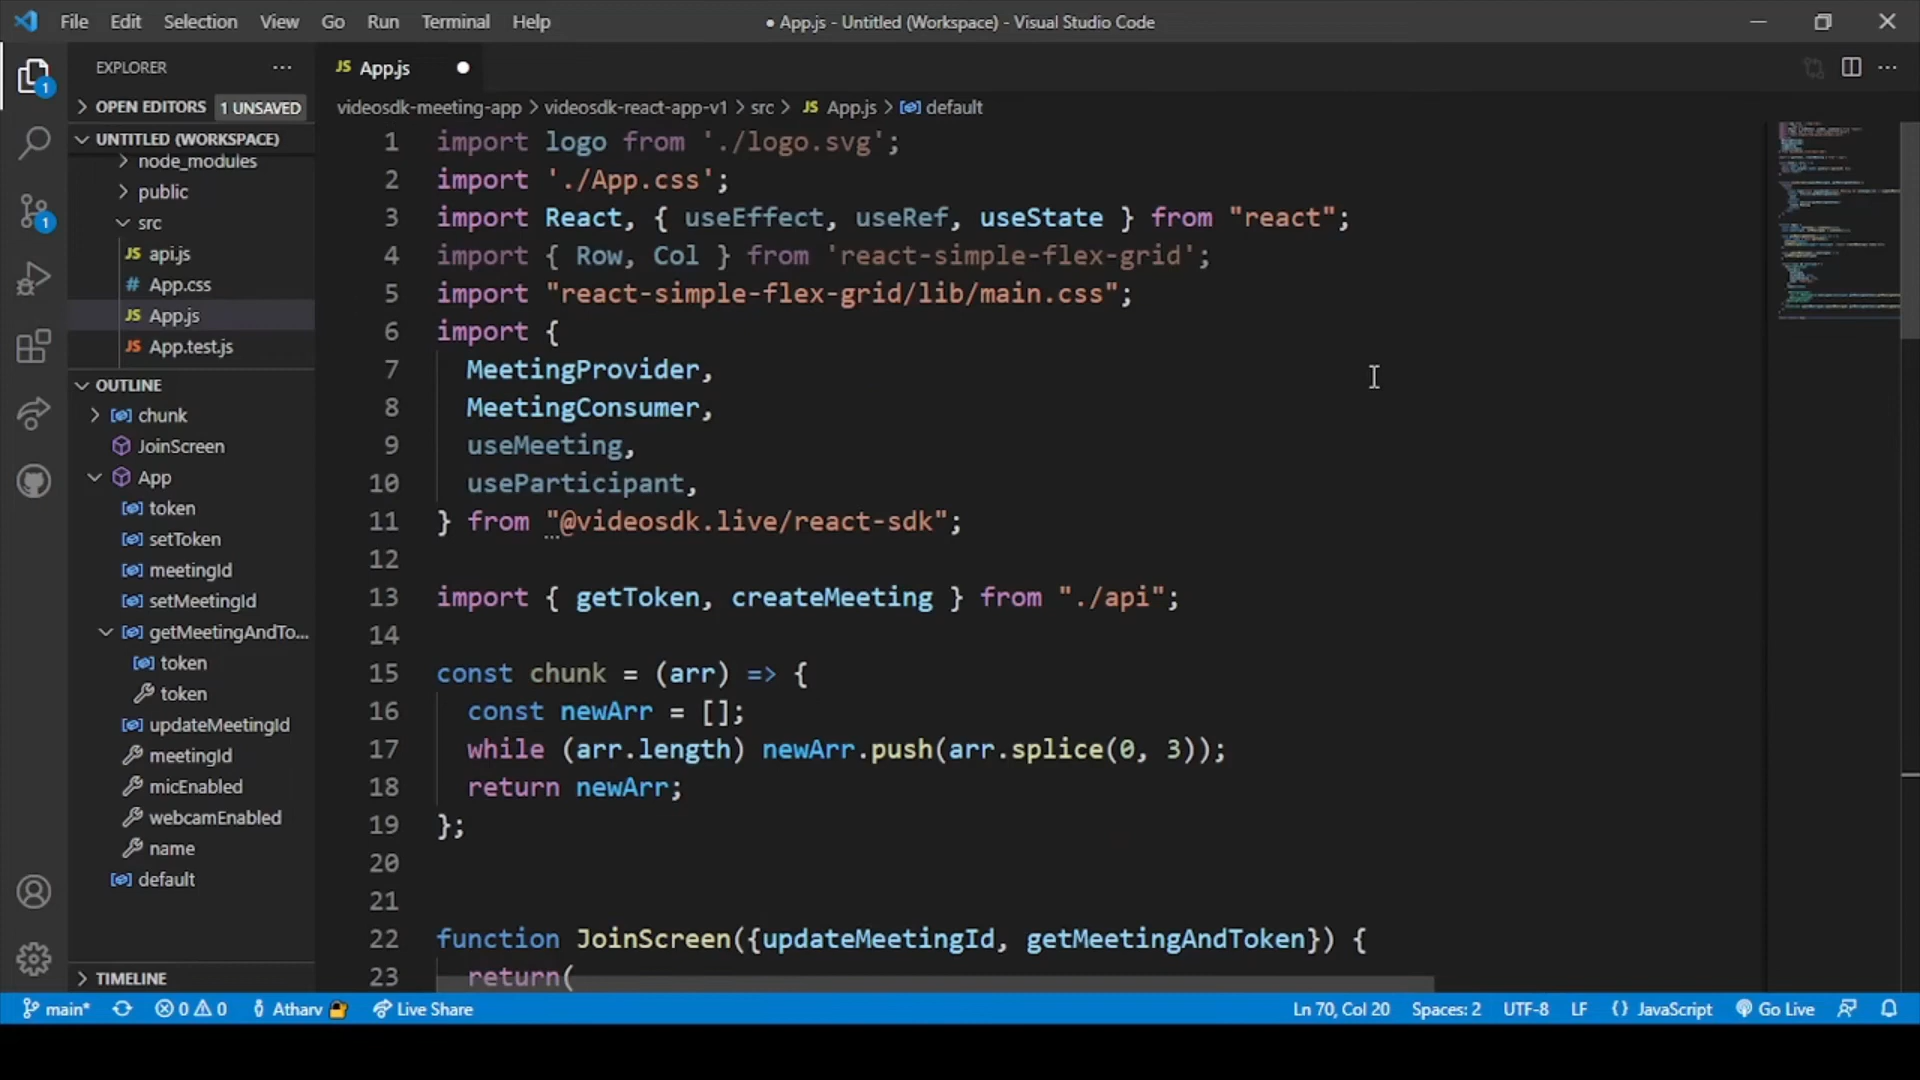 File Edit Selection View Go Run Terminal Help
● App.js - Untitled (Workspace) - Visual Studio Code
EXPLORER ...
OPEN EDITORS 1 UNSAVED
UNTITLED (WORKSPACE)
node_modules
public
src
JS api.js
# App.css
JS App.js
JS App.test.js
OUTLINE
chunk
JoinScreen
App
token
setToken
meetingId
setMeetingId
getMeetingAndTo...
token
token
updateMeetingId
meetingId
micEnabled
webcamEnabled
name
default
TIMELINE
1
1
JS App.js ●
videosdk-meeting-app > videosdk-react-app-v1 > src > JS App.js > default
1 import logo from './logo.svg';
2 import './App.css';
3 import React, { useEffect, useRef, useState } from "react";
4 import { Row, Col } from 'react-simple-flex-grid';
5 import "react-simple-flex-grid/lib/main.css";
6 import {
7 MeetingProvider,
8 MeetingConsumer,
9 useMeeting,
10 useParticipant,
11 } from "@videosdk.live/react-sdk";
12
13 import { getToken, createMeeting } from "./api";
14
15 const chunk = (arr) => {
16 const newArr = [];
17 while (arr.length) newArr.push(arr.splice(0, 3));
18 return newArr;
19 };
20
21
22 function JoinScreen({updateMeetingId, getMeetingAndToken}) {
23 return(
main* 0 0 Atharv Live Share Ln 70, Col 20 Spaces: 2 UTF-8 LF {} JavaScript Go Live